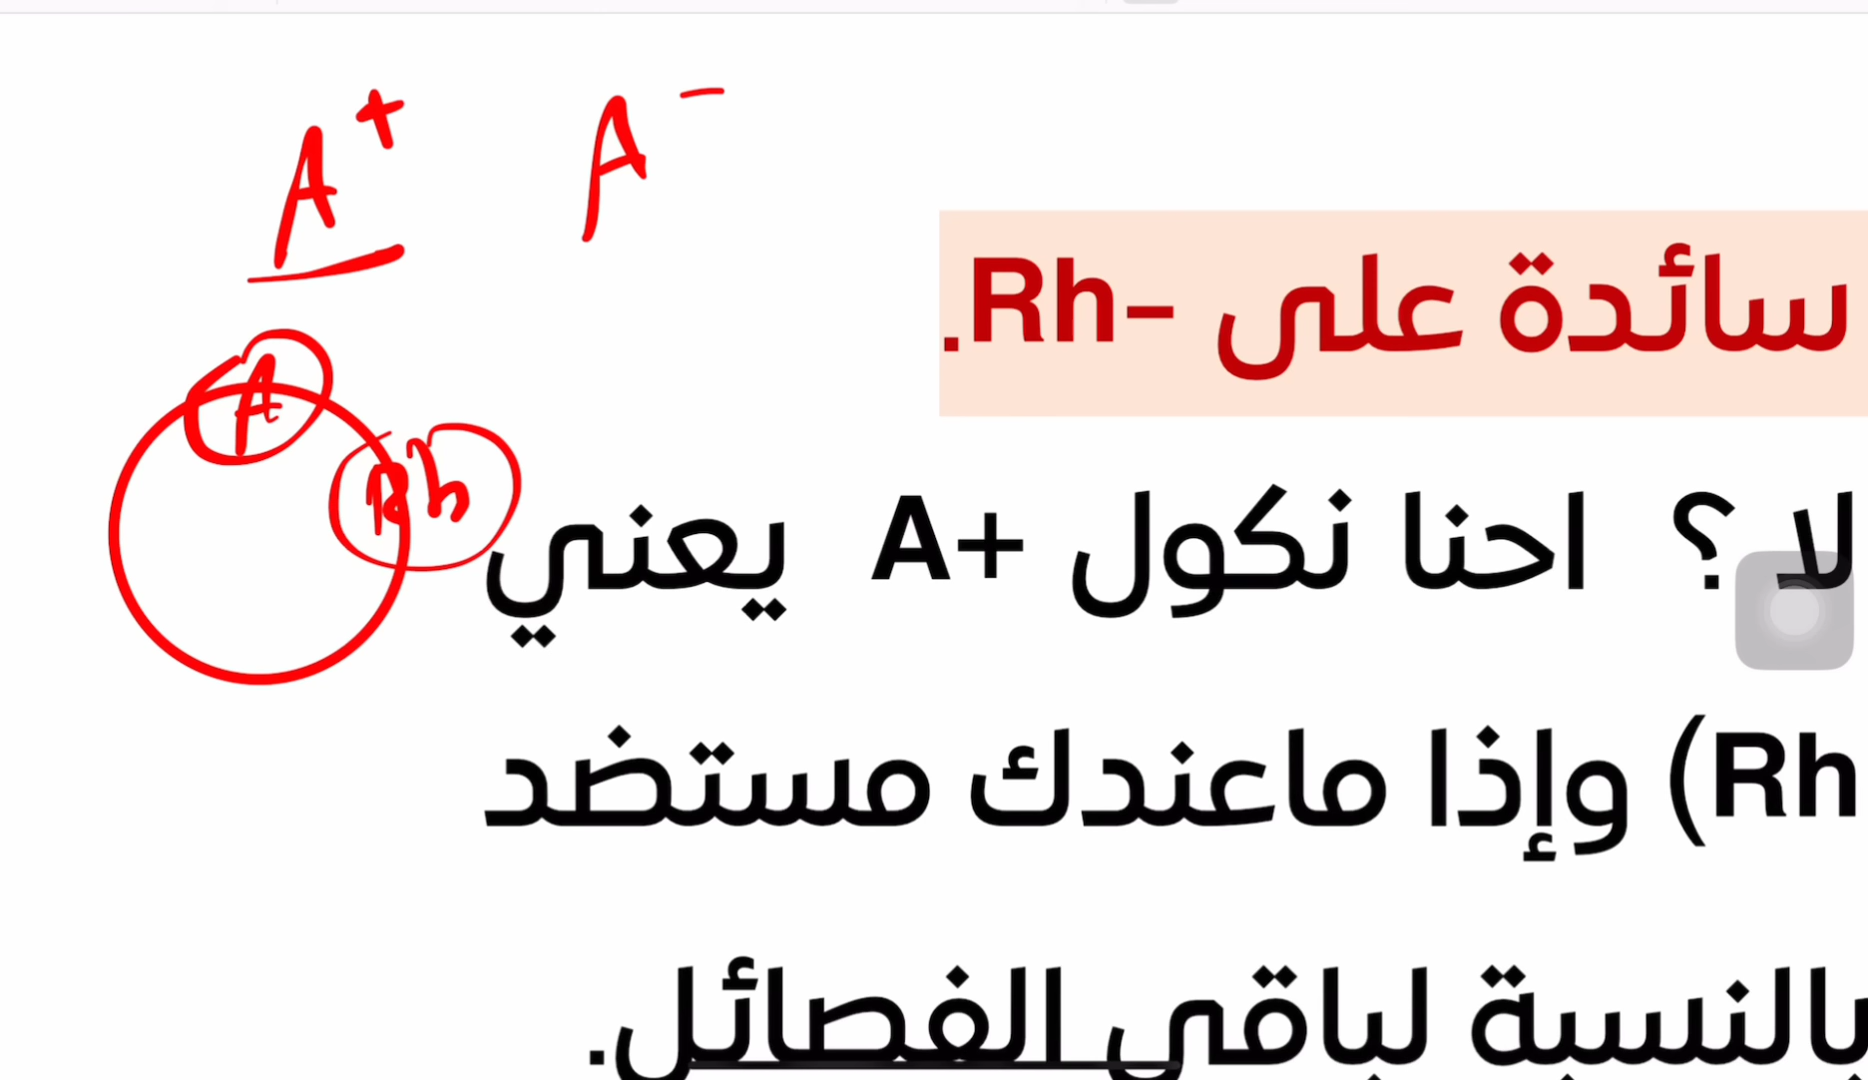 A+ A-
سائدة على -Rh.
A
Rh
لا ؟ احنا نكول +A يعني
Rh) وإذا ماعندك مستضد
بالنسبة لباقي الفصائل.